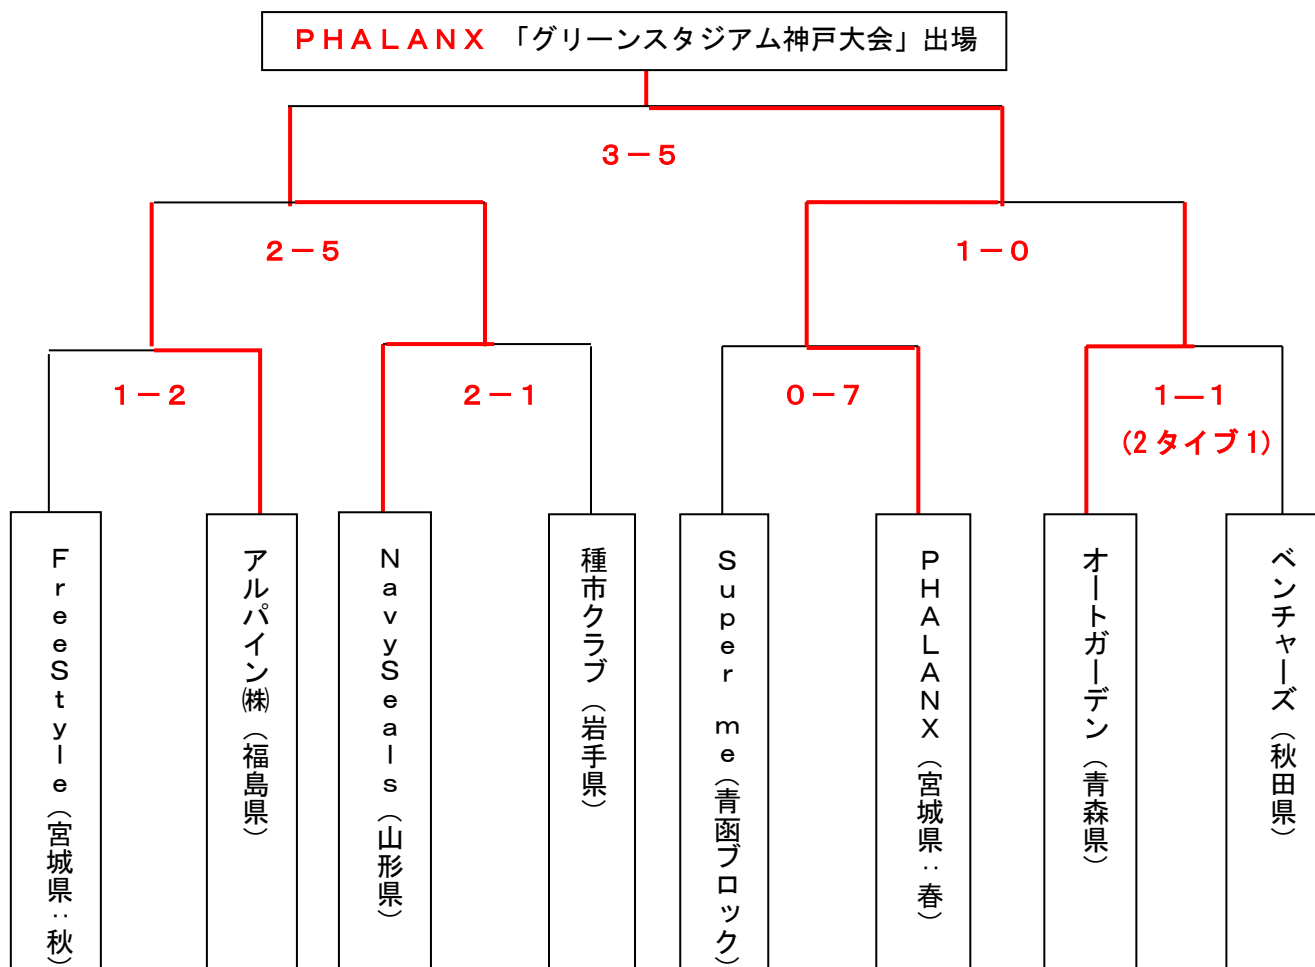 ＰＨＡＬＡＮＸ 「グリーンスタジアム神戸大会」出場
３－５
２－５
１－０
１－２
２－１
０－７
１―１
(2 タイブ 1)
ＦｒｅｅＳｔｙｌｅ（宮城県：秋）
アルパイン㈱（福島県）
ＮａｖｙＳｅａｌｓ（山形県）
種市クラブ（岩手県）
Ｓｕｐｅｒ ｍｅ（青函ブロック）
ＰＨＡＬＡＮＸ（宮城県：春）
オートガーデン（青森県）
ベンチャーズ（秋田県）